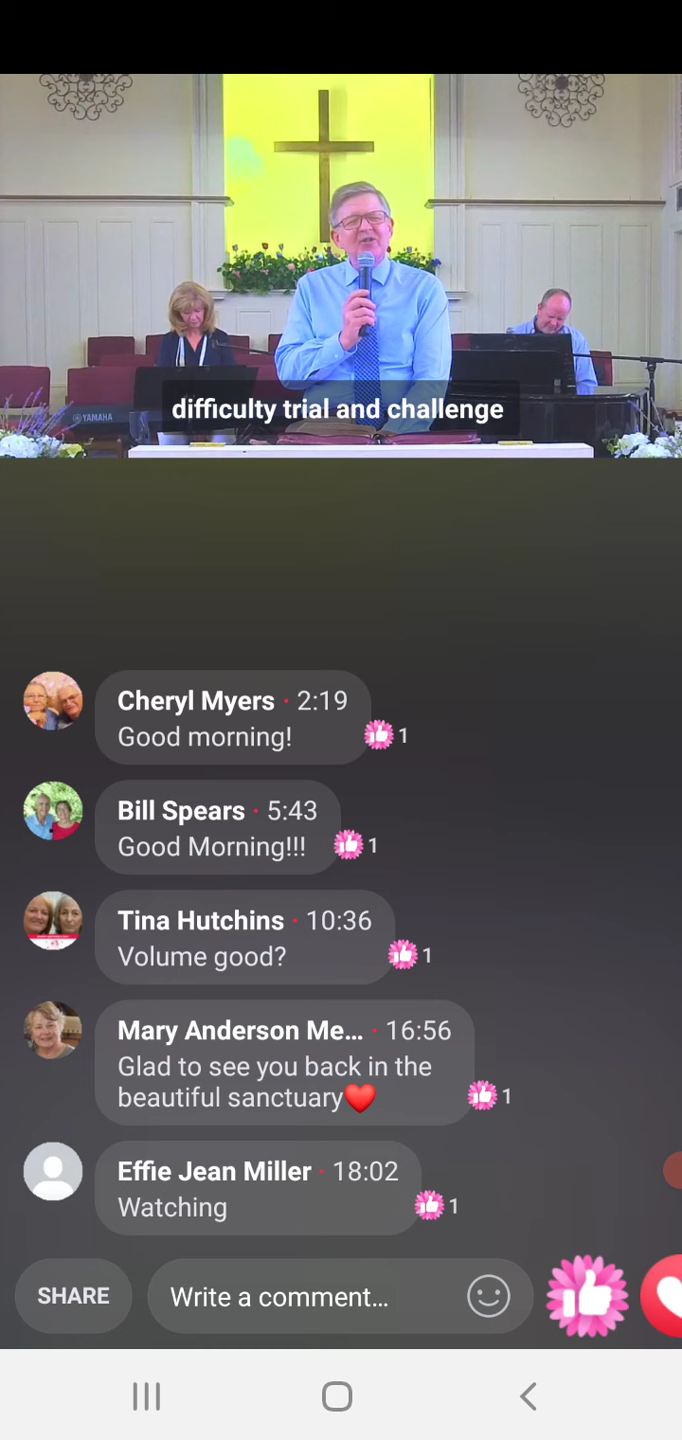 difficulty trial and challenge
YAMAHA
Cheryl Myers · 2:19
Good morning!
1
Bill Spears · 5:43
Good Morning!!!
1
Tina Hutchins · 10:36
Volume good?
1
Mary Anderson Me... · 16:56
Glad to see you back in the
beautiful sanctuary❤️
1
Effie Jean Miller · 18:02
Watching
1
SHARE
Write a comment...